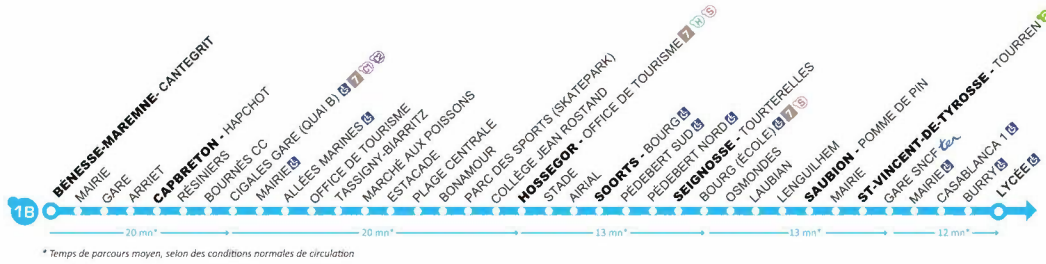 1B
BÉNESSE-MAREMNE- CANTEGRIT
MAIRIE
GARE
ARRIET
CAPBRETON - HAPCHOT
RÉSINIERS
BOURNÈS CC
CIGALES GARE (QUAI B) 7 C1 C2
MAIRIE
ALLÉES MARINES
OFFICE DE TOURISME
TASSIGNY-BIARRITZ
MARCHÉ AUX POISSONS
ESTACADE
PLAGE CENTRALE
BONAMOUR
PARC DES SPORTS (SKATEPARK)
COLLÈGE JEAN ROSTAND
HOSSEGOR - OFFICE DE TOURISME 7 H S
STADE
AIRIAL
SOORTS - BOURG
PÉDEBERT SUD
PÉDEBERT NORD
SEIGNOSSE - TOURTERELLES
BOURG (ÉCOLE) 7 S
OSMONDES
LAUBIAN
LENGUILHEM
SAUBION - POMME DE PIN
MAIRIE
ST-VINCENT-DE-TYROSSE - TOURREN
GARE SNCF ter
MAIRIE
CASABLANCA 1
BURRY
LYCÉE
20 mn*
20 mn*
13 mn*
13 mn*
12 mn*
* Temps de parcours moyen, selon des conditions normales de circulation